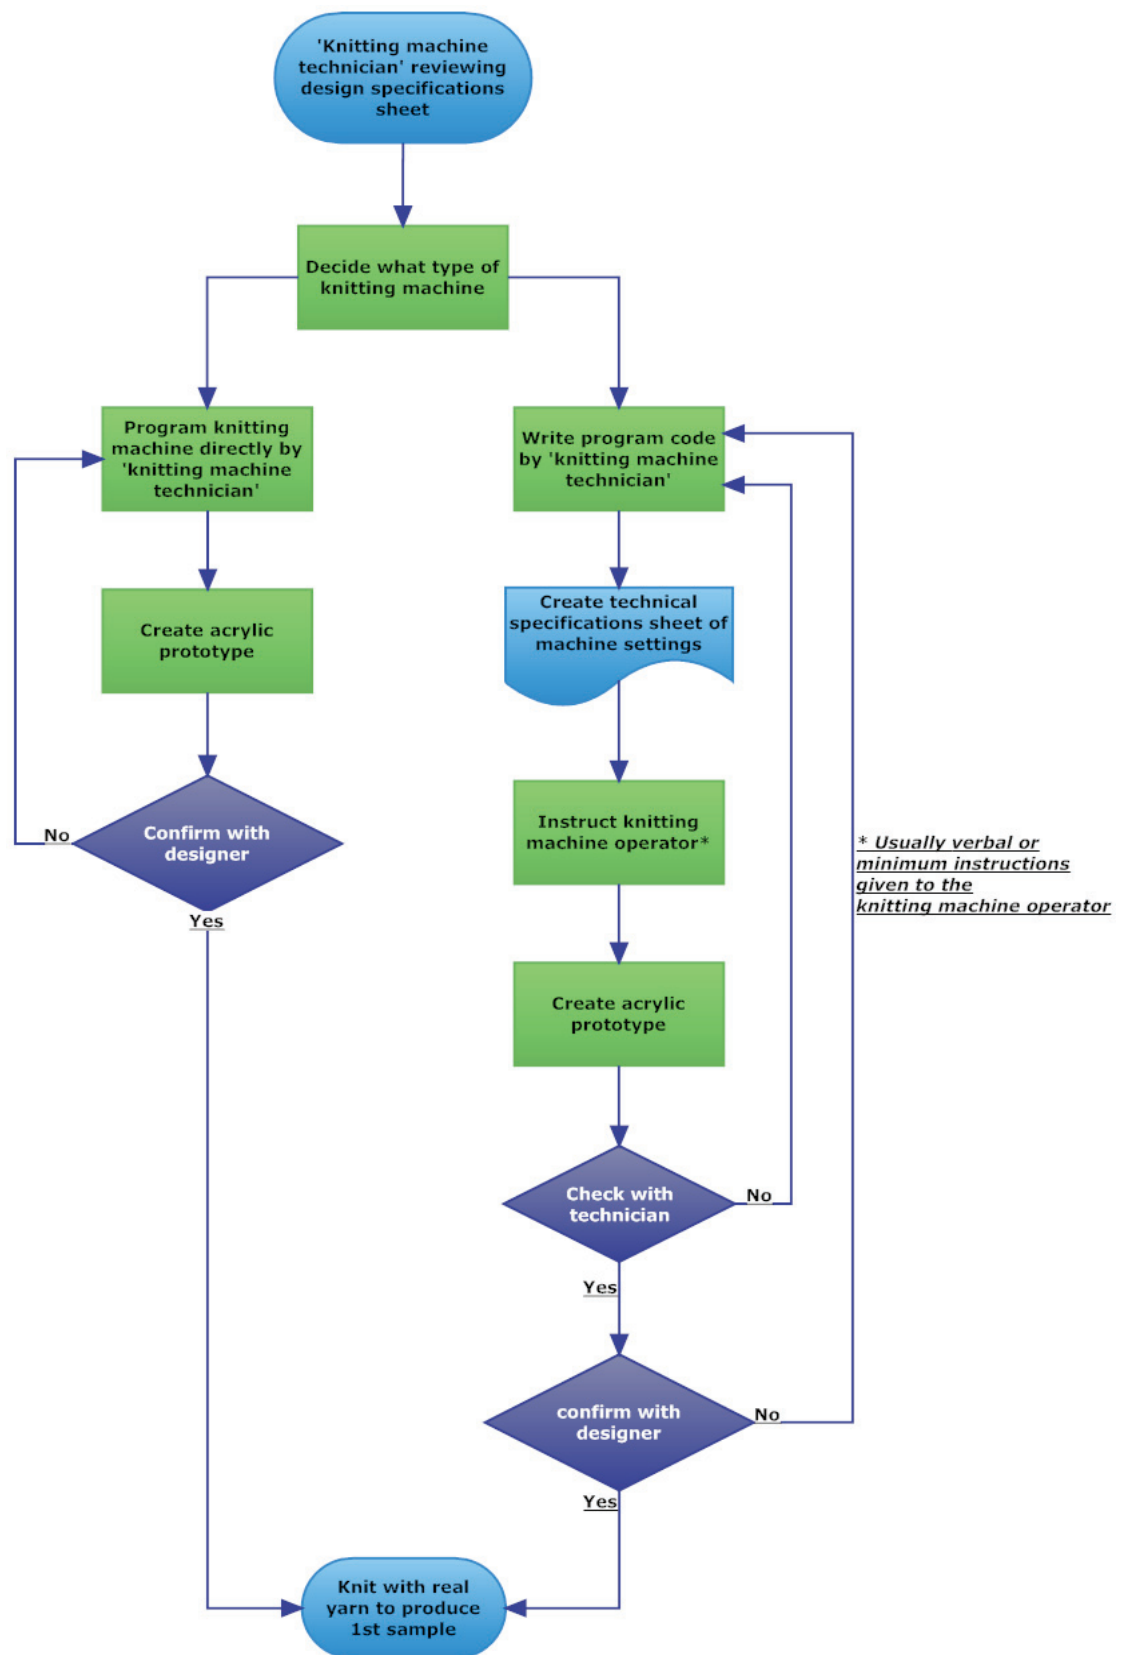 'Knitting machine
technician' reviewing
design specifications
sheet
Decide what type of
knitting machine
Program knitting
machine directly by
'knitting machine
technician'
Write program code
by 'knitting machine
technician'
Create acrylic
prototype
Create technical
specifications sheet of
machine settings
Confirm with
designer
No
Yes
Instruct knitting
machine operator*
* Usually verbal or
minimum instructions
given to the
knitting machine operator
Create acrylic
prototype
Check with
technician
No
Yes
confirm with
designer
No
Yes
Knit with real
yarn to produce
1st sample